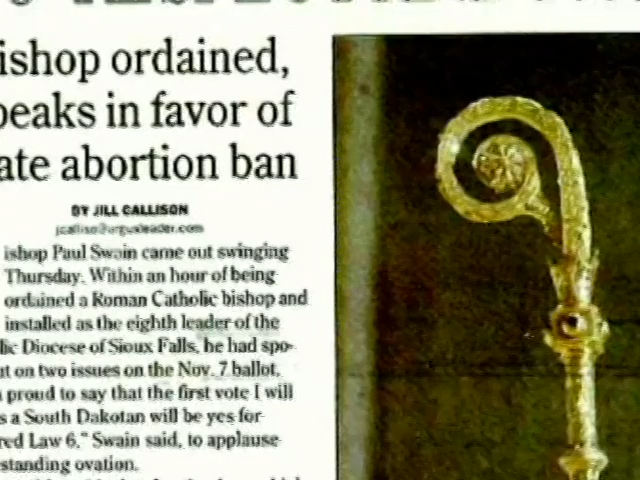 ishop ordained,
peaks in favor of
ate abortion ban
BY JILL CALLISON
jcalliso@argusleader.com
ishop Paul Swain came out swinging
Thursday. Within an hour of being
ordained a Roman Catholic bishop and
installed as the eighth leader of the
lic Diocese of Sioux Falls, he had spo-
ut on two issues on the Nov. 7 ballot.
proud to say that the first vote I will
s a South Dakotan will be yes for
red Law 6," Swain said, to applause
standing ovation.